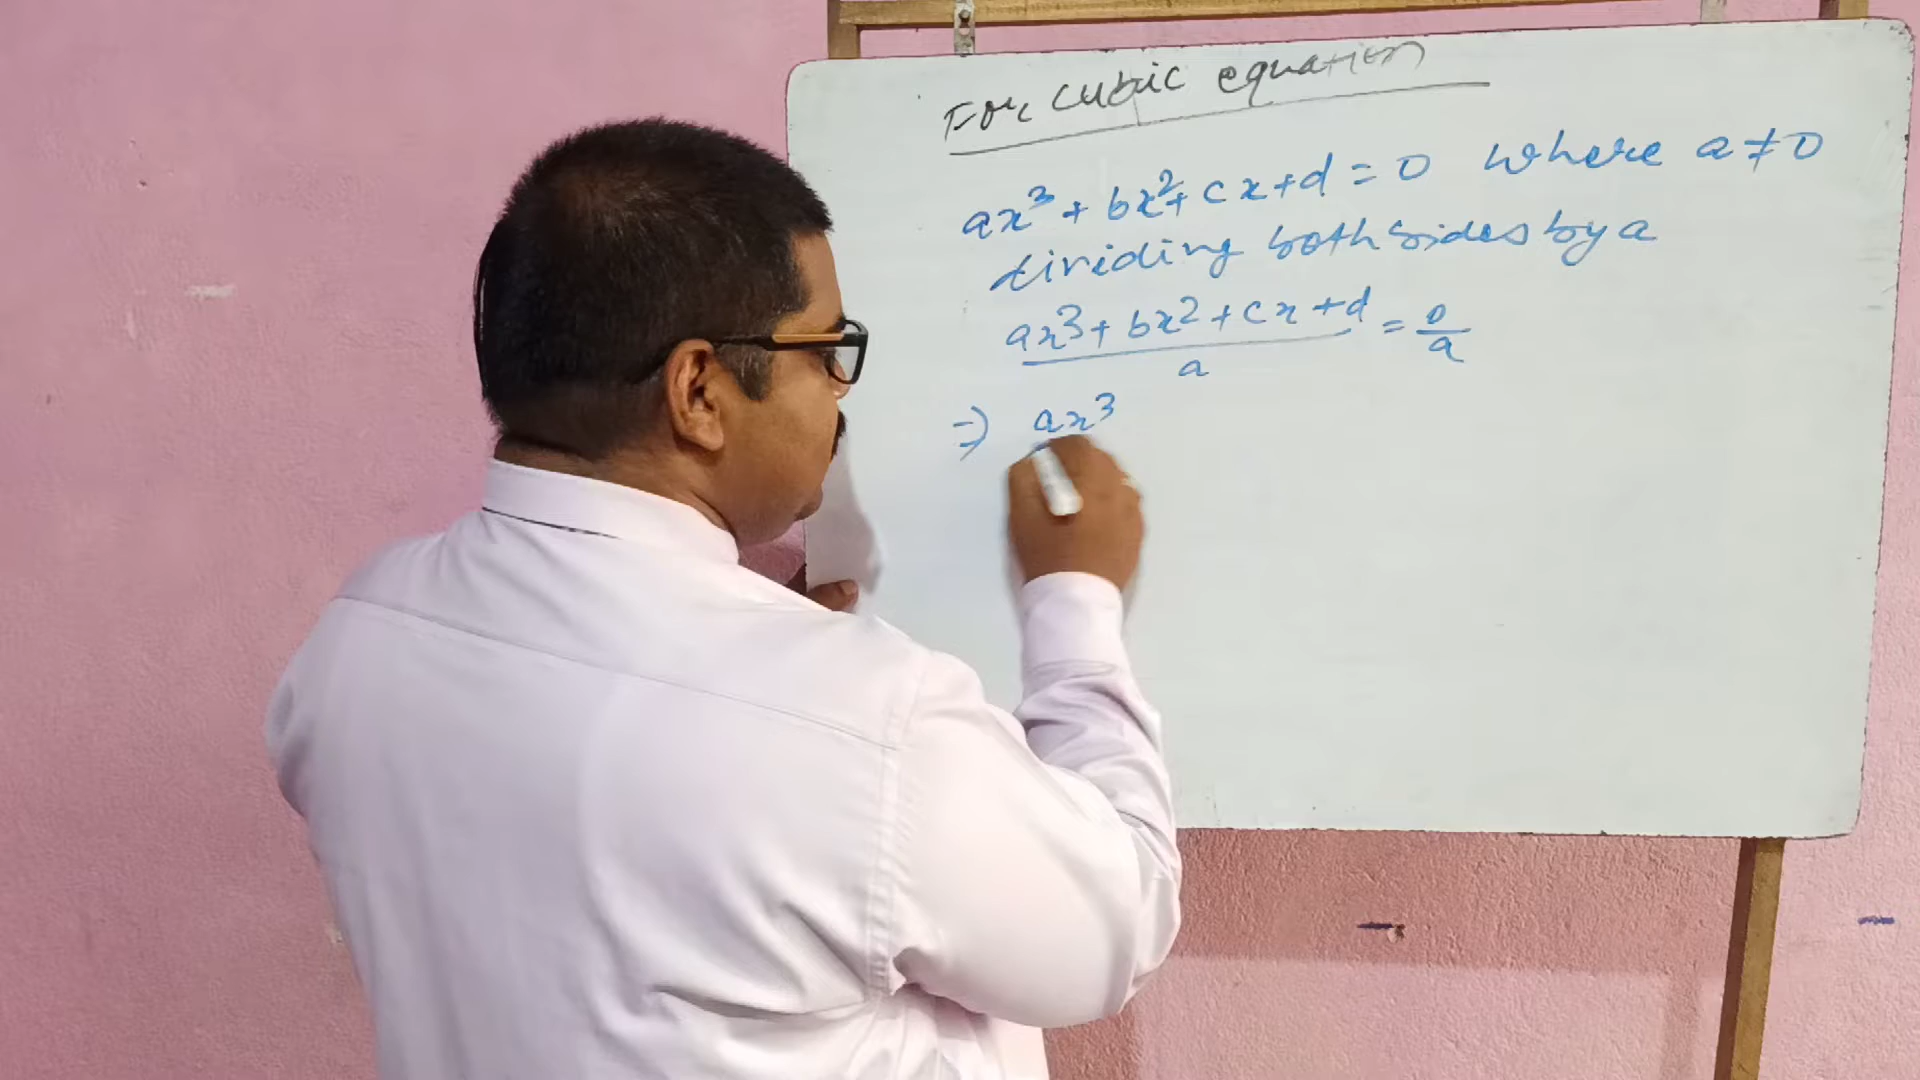 For cubic equation
ax³ + bx² + cx + d = 0 where a ≠ 0
dividing both sides by a
(ax³ + bx² + cx + d)/a = 0/a
⇒ ax³